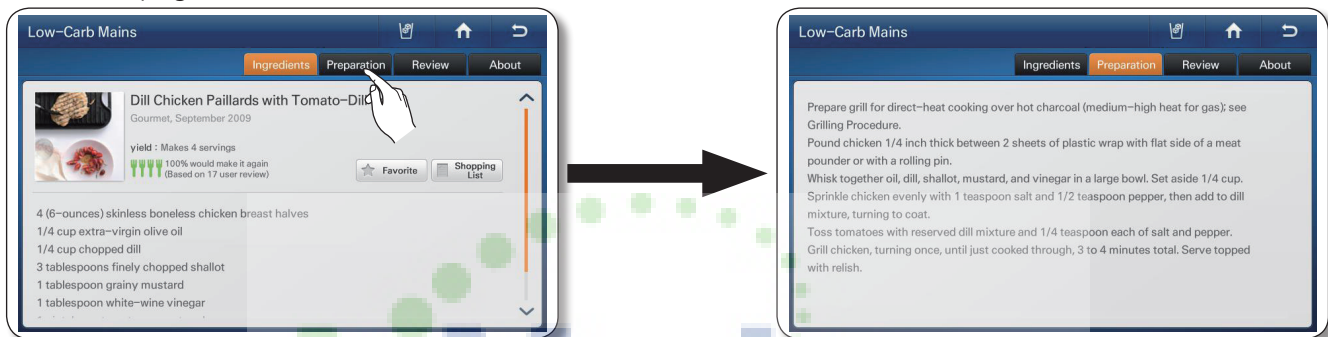 Low-Carb Mains
Ingredients Preparation Review About
Dill Chicken Paillards with Tomato-Dill
Gourmet, September 2009
yield : Makes 4 servings
100% would make it again
(Based on 17 user review)
Favorite
Shopping
List
4 (6-ounces) skinless boneless chicken breast halves
1/4 cup extra-virgin olive oil
1/4 cup chopped dill
3 tablespoons finely chopped shallot
1 tablespoon grainy mustard
1 tablespoon white-wine vinegar
Low-Carb Mains
Ingredients Preparation Review About
Prepare grill for direct-heat cooking over hot charcoal (medium-high heat for gas); see
Grilling Procedure.
Pound chicken 1/4 inch thick between 2 sheets of plastic wrap with flat side of a meat
pounder or with a rolling pin.
Whisk together oil, dill, shallot, mustard, and vinegar in a large bowl. Set aside 1/4 cup.
Sprinkle chicken evenly with 1 teaspoon salt and 1/2 teaspoon pepper, then add to dill
mixture, turning to coat.
Toss tomatoes with reserved dill mixture and 1/4 teaspoon each of salt and pepper.
Grill chicken, turning once, until just cooked through, 3 to 4 minutes total. Serve topped
with relish.